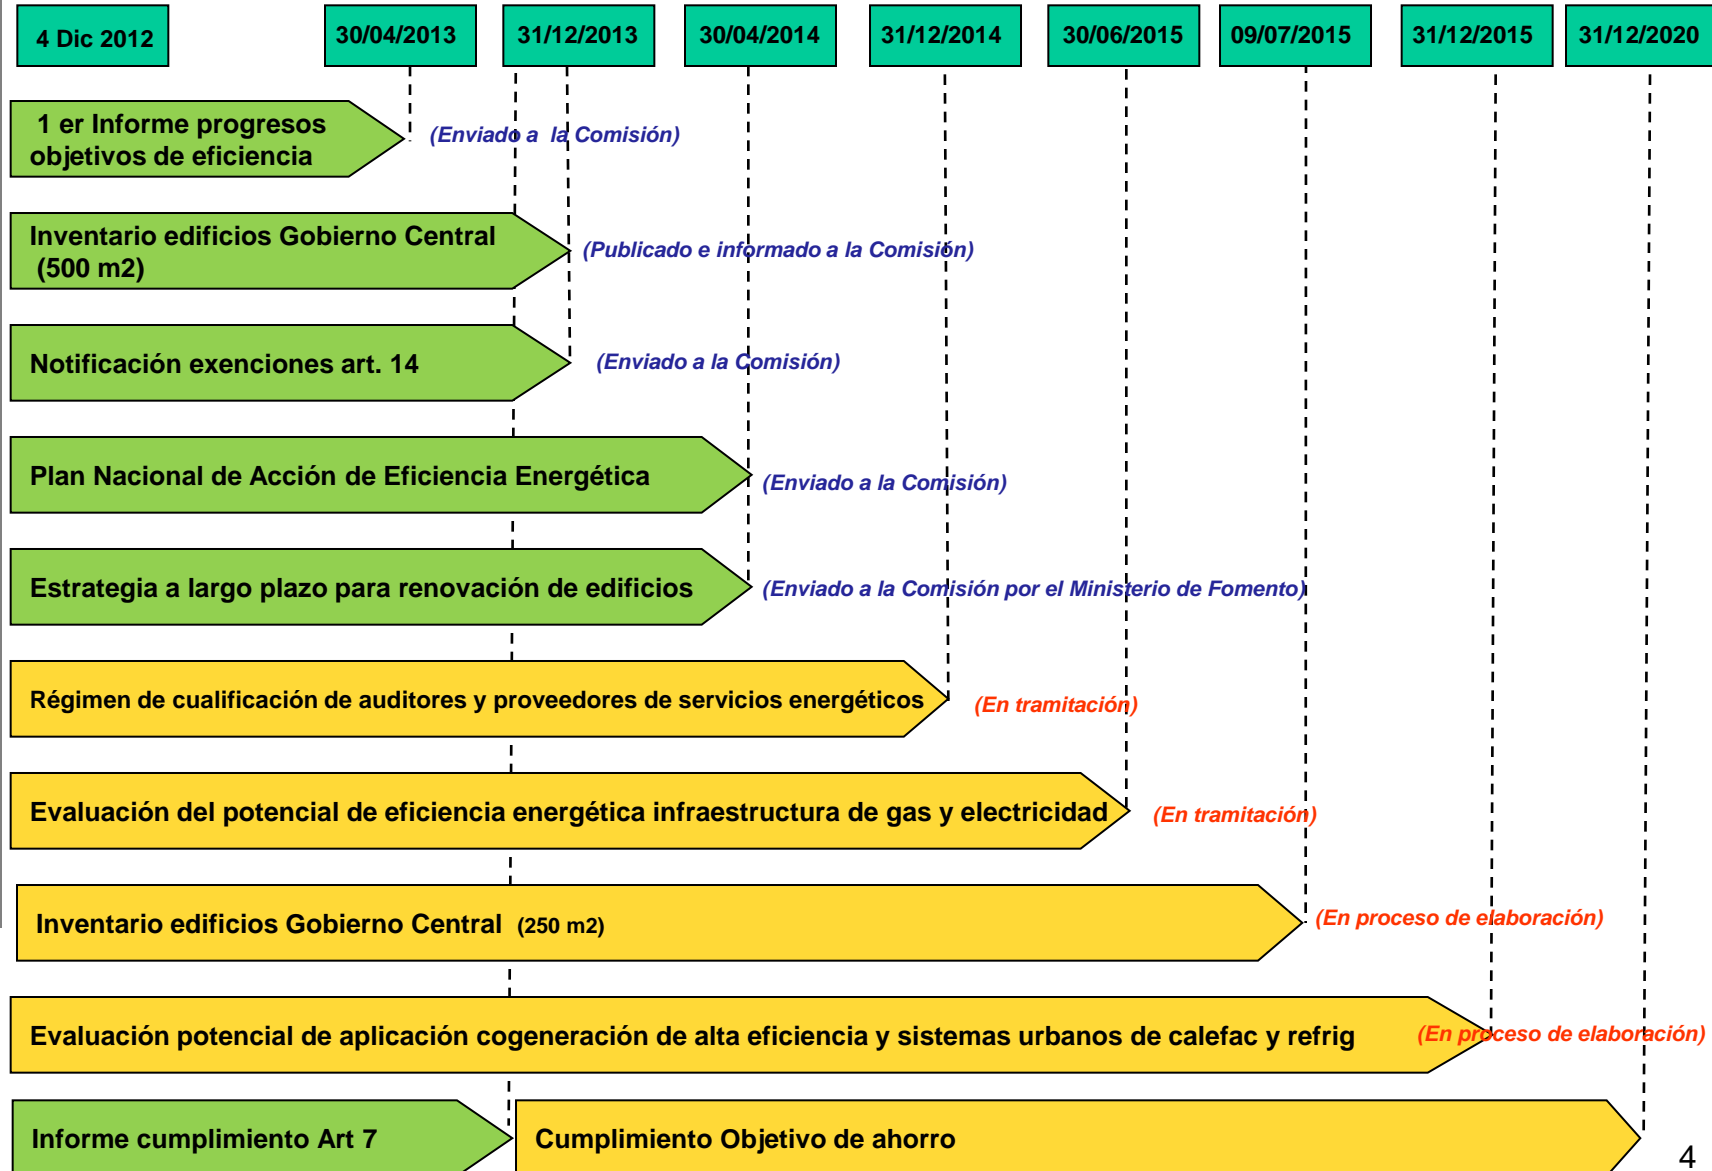 4 Dic 2012
30/04/2013
31/12/2013
30/04/2014
31/12/2014
30/06/2015
09/07/2015
31/12/2015
31/12/2020
1 er Informe progresos
objetivos de eficiencia
(Enviado a la Comisión)
Inventario edificios Gobierno Central
(500 m2)
(Publicado e informado a la Comisión)
Notificación exenciones art. 14
(Enviado a la Comisión)
Plan Nacional de Acción de Eficiencia Energética
(Enviado a la Comisión)
Estrategia a largo plazo para renovación de edificios
(Enviado a la Comisión por el Ministerio de Fomento)
Régimen de cualificación de auditores y proveedores de servicios energéticos
(En tramitación)
Evaluación del potencial de eficiencia energética infraestructura de gas y electricidad
(En tramitación)
Inventario edificios Gobierno Central (250 m2)
(En proceso de elaboración)
Evaluación potencial de aplicación cogeneración de alta eficiencia y sistemas urbanos de calefac y refrig
(En proceso de elaboración)
Informe cumplimiento Art 7
Cumplimiento Objetivo de ahorro
4